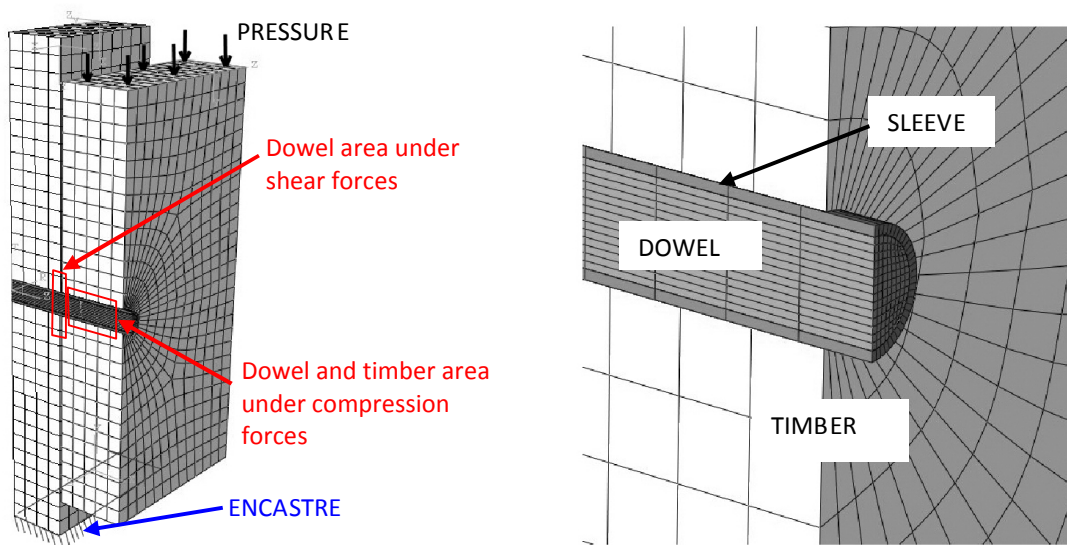 PRESSURE
Dowel area under
shear forces
Dowel and timber area
under compression
forces
ENCASTRE
SLEEVE
DOWEL
TIMBER